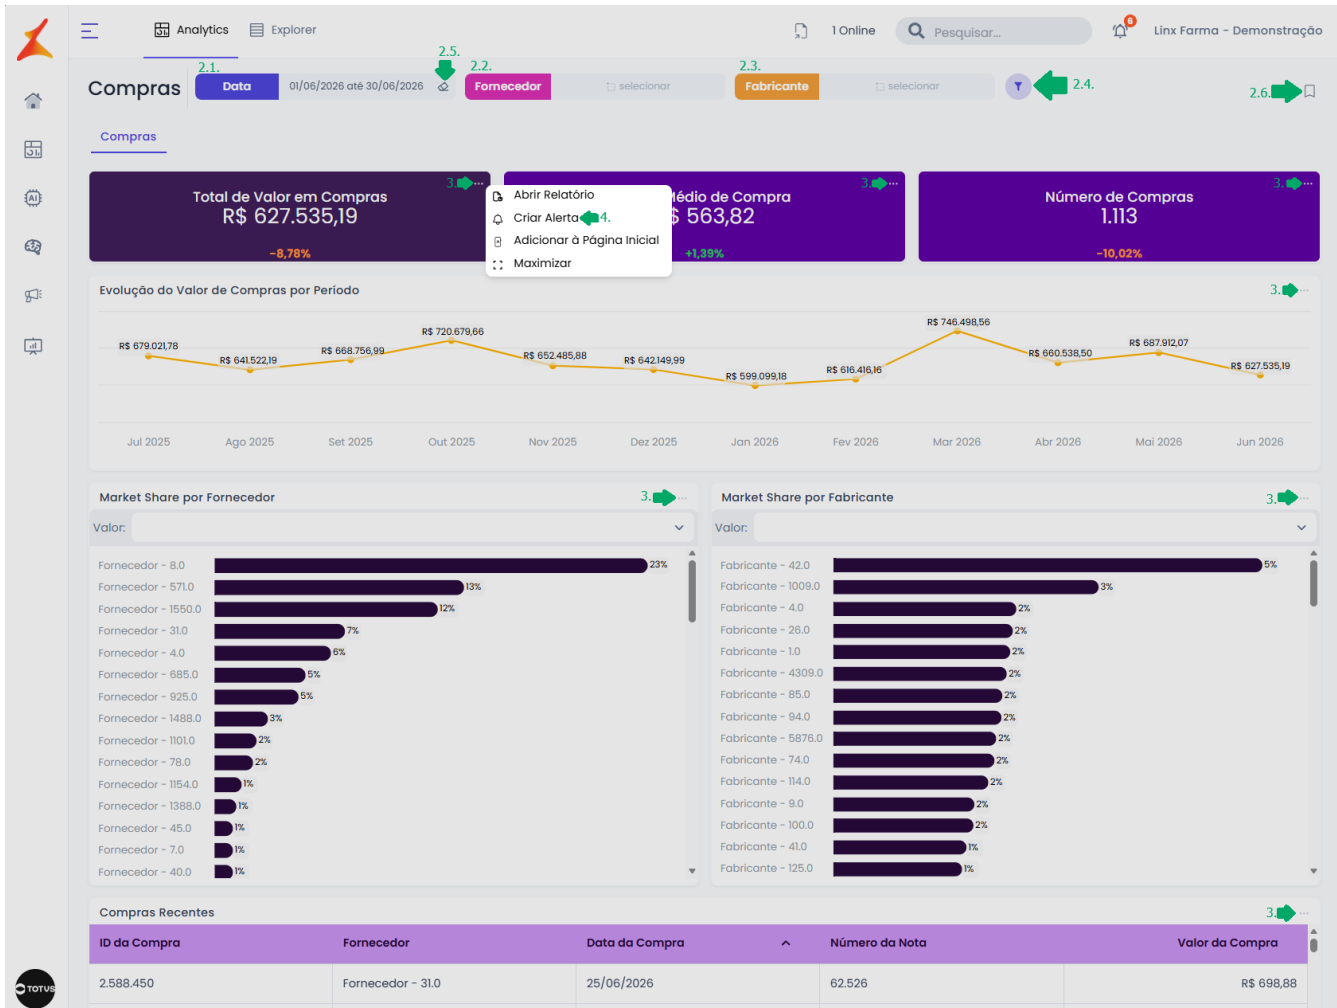 Analytics
Explorer
1 Online
Pesquisar...
6
Linx Farma - Demonstração
2.1.
2.5.
2.2.
2.3.
Compras
Data
01/06/2026 até 30/06/2026
Fornecedor
selecionar
Fabricante
selecionar
2.4.
2.6.
Compras
AI
3.
3.
3.
Total de Valor em Compras
R$ 627.535,19
-8,78%
Abrir Relatório
Criar Alerta
4.
Adicionar à Página Inicial
Maximizar
Médio de Compra
$ 563,82
+1,39%
Número de Compras
1.113
-10,02%
Evolução do Valor de Compras por Período
3.
R$ 679.021,78
R$ 641.522,19
R$ 668.756,99
R$ 720.679,66
R$ 652.485,88
R$ 642.149,99
R$ 599.099,18
R$ 616.416,16
R$ 746.498,56
R$ 660.538,50
R$ 687.912,07
R$ 627.535,19
Jul 2025
Ago 2025
Set 2025
Out 2025
Nov 2025
Dez 2025
Jan 2026
Fev 2026
Mar 2026
Abr 2026
Mai 2026
Jun 2026
Market Share por Fornecedor
3.
Valor:
Fornecedor - 8.0 23%
Fornecedor - 571.0 13%
Fornecedor - 1550.0 12%
Fornecedor - 31.0 7%
Fornecedor - 4.0 6%
Fornecedor - 685.0 5%
Fornecedor - 925.0 5%
Fornecedor - 1488.0 3%
Fornecedor - 1101.0 2%
Fornecedor - 78.0 2%
Fornecedor - 1154.0 1%
Fornecedor - 1388.0 1%
Fornecedor - 45.0 1%
Fornecedor - 7.0 1%
Fornecedor - 40.0 1%
Market Share por Fabricante
3.
Valor:
Fabricante - 42.0 5%
Fabricante - 1009.0 3%
Fabricante - 4.0 2%
Fabricante - 26.0 2%
Fabricante - 1.0 2%
Fabricante - 4309.0 2%
Fabricante - 85.0 2%
Fabricante - 94.0 2%
Fabricante - 5876.0 2%
Fabricante - 74.0 2%
Fabricante - 114.0 2%
Fabricante - 9.0 2%
Fabricante - 100.0 2%
Fabricante - 41.0 1%
Fabricante - 125.0 1%
Compras Recentes
3.
ID da Compra Fornecedor Data da Compra Número da Nota Valor da Compra
2.588.450 Fornecedor - 31.0 25/06/2026 62.526 R$ 698,88
TOTVS